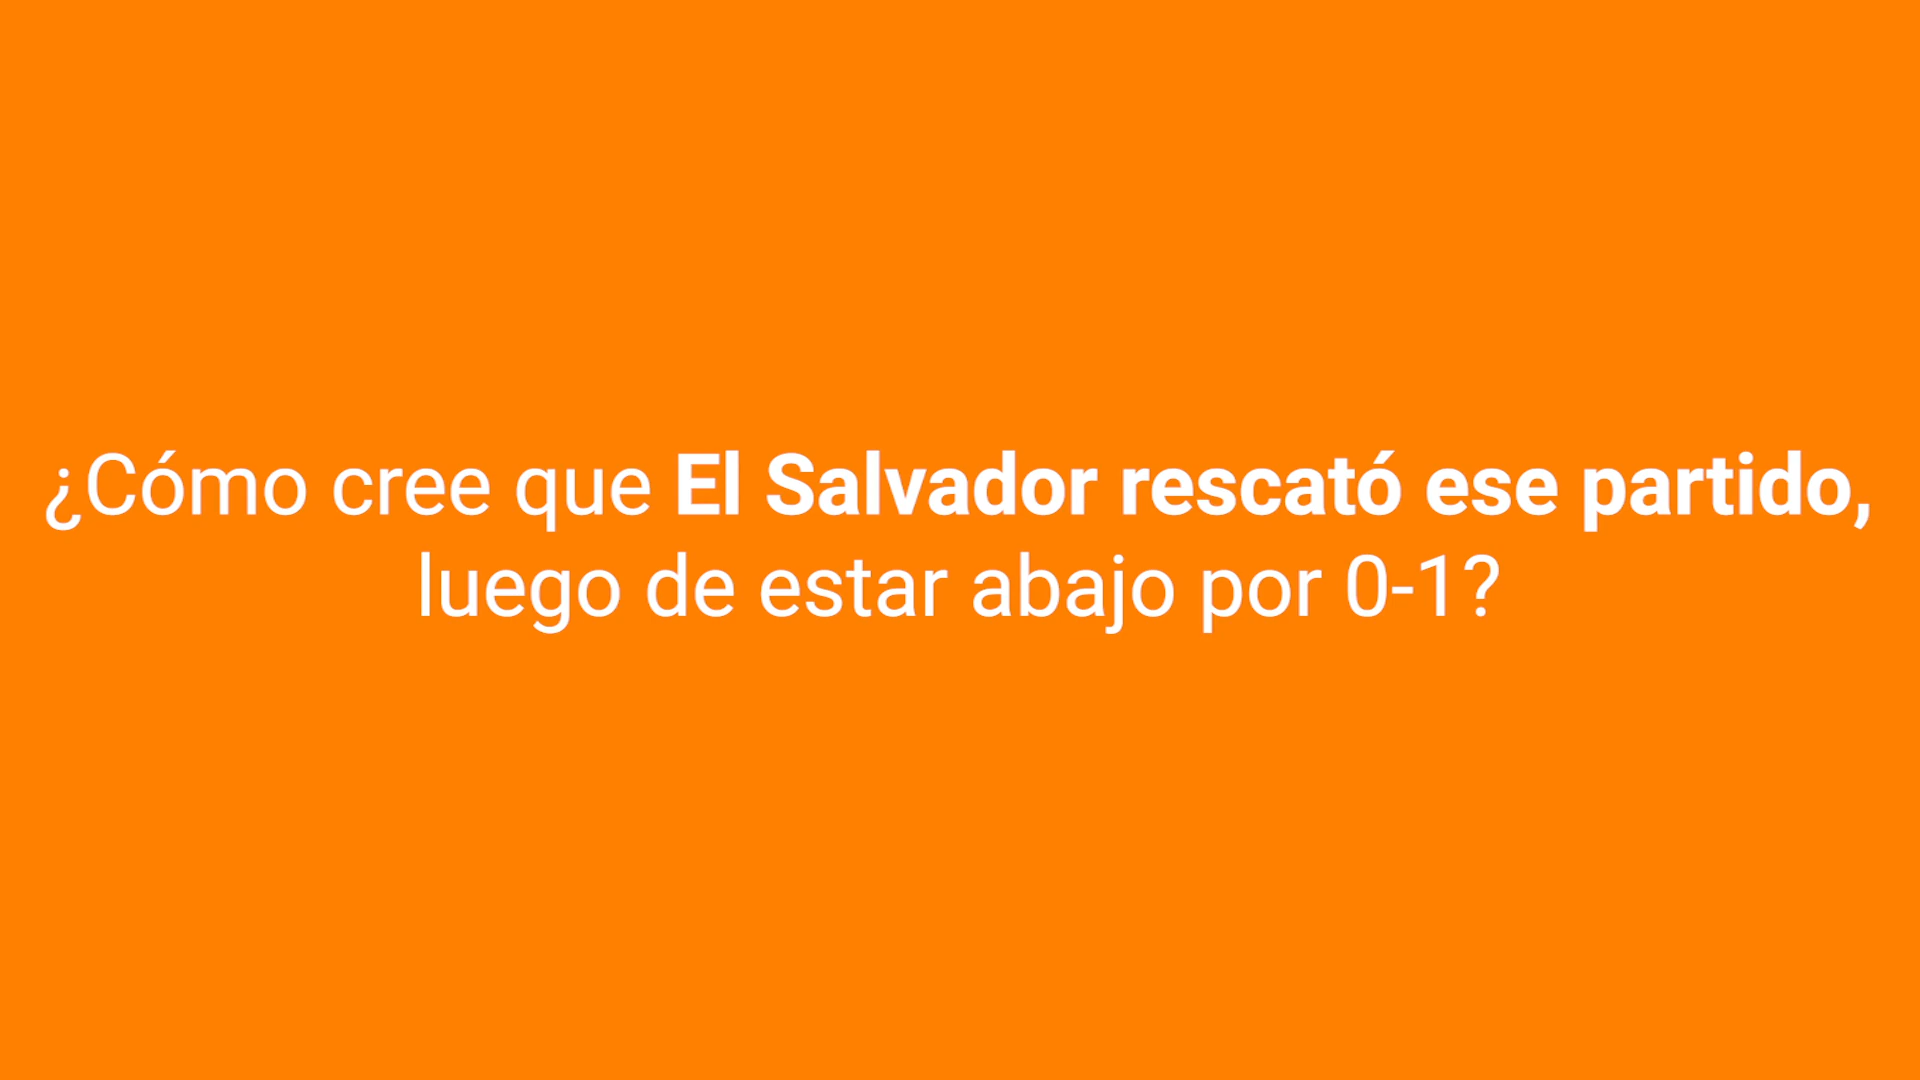 ¿Cómo cree que El Salvador rescató ese partido,
luego de estar abajo por 0-1?